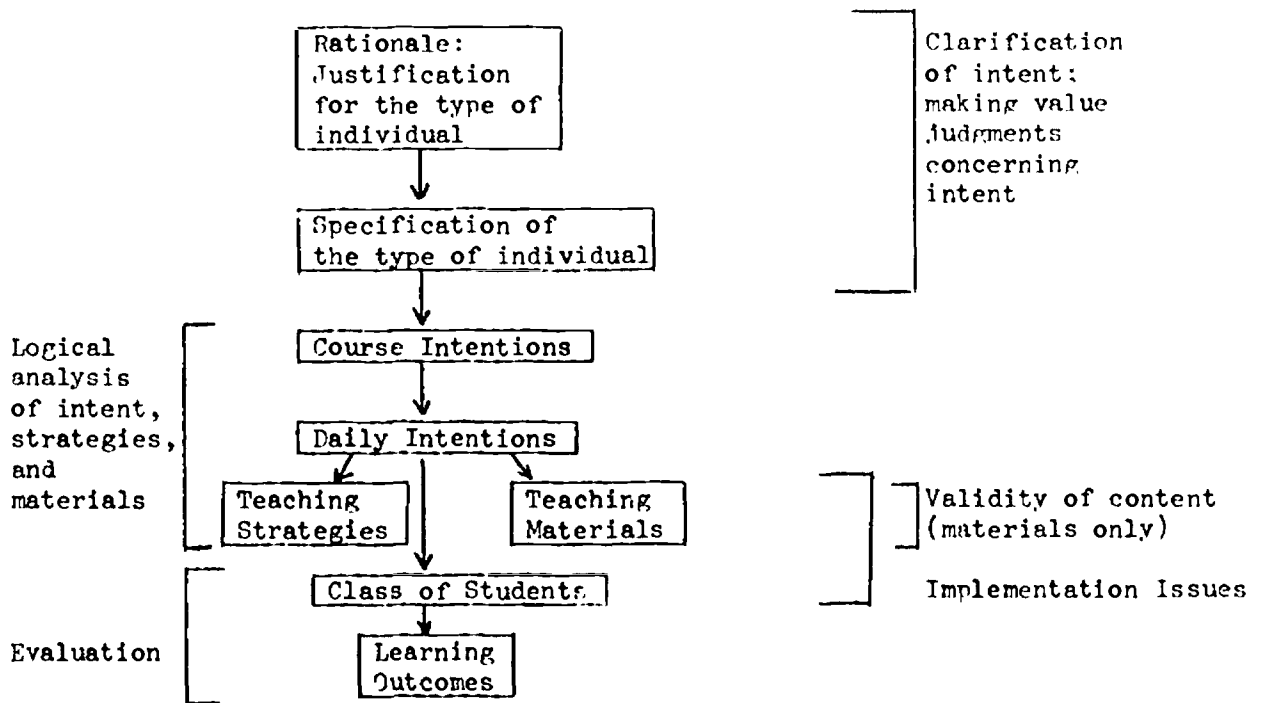 Rationale:
Justification
for the type of
individual
Clarification
of intent:
making value
judgments
concerning
intent
Specification of
the type of individual
Logical
analysis
of intent,
strategies,
and
materials
Course Intentions
Daily Intentions
Teaching
Strategies
Teaching
Materials
Validity of content
(materials only)
Class of Students
Implementation Issues
Evaluation
Learning
Outcomes